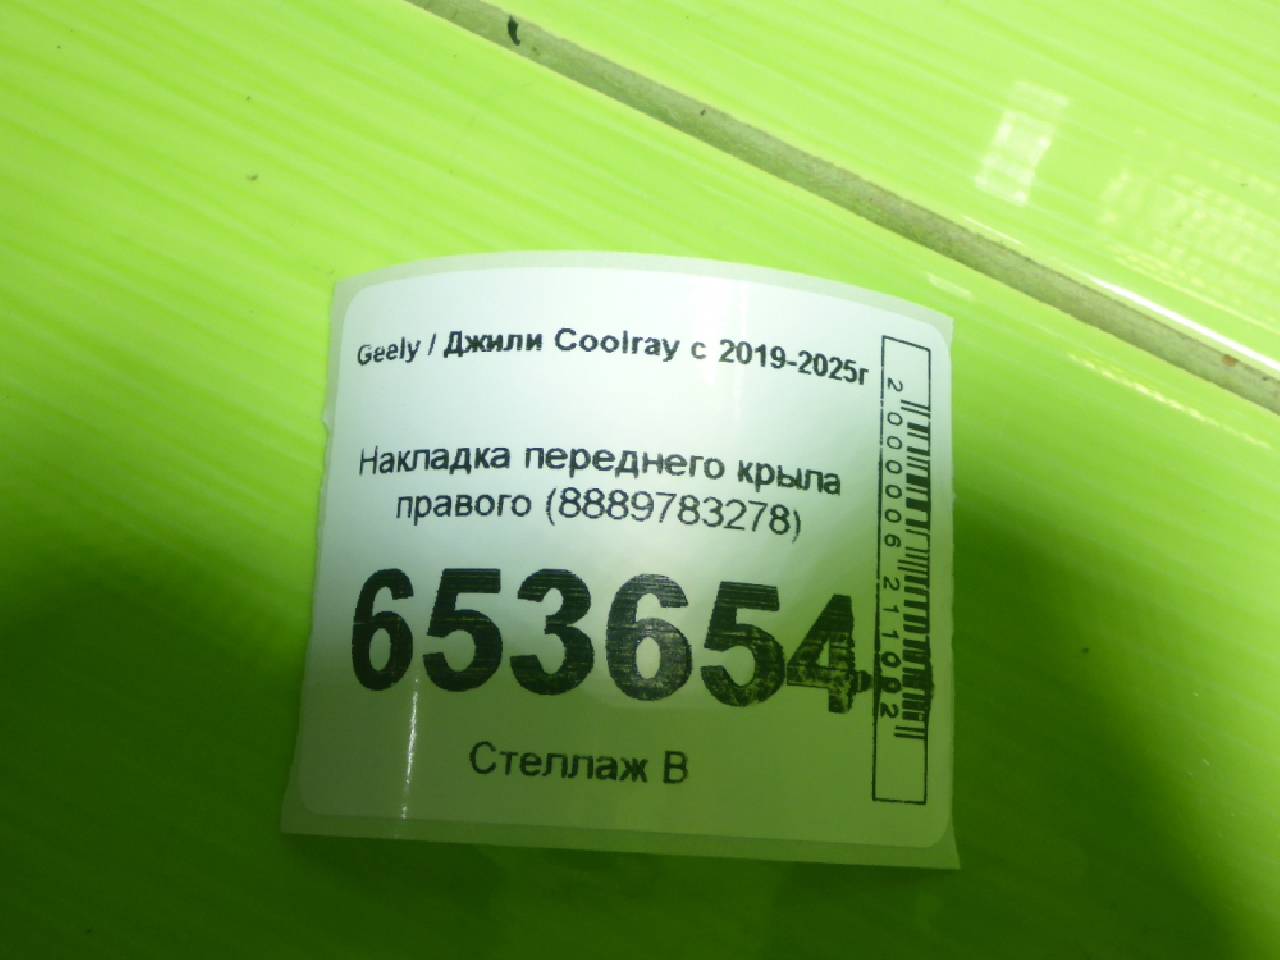 Geely / Джили Coolray с 2019-2025г
Накладка переднего крыла
правого (8889783278)
653654
Стеллаж В
2000006211002